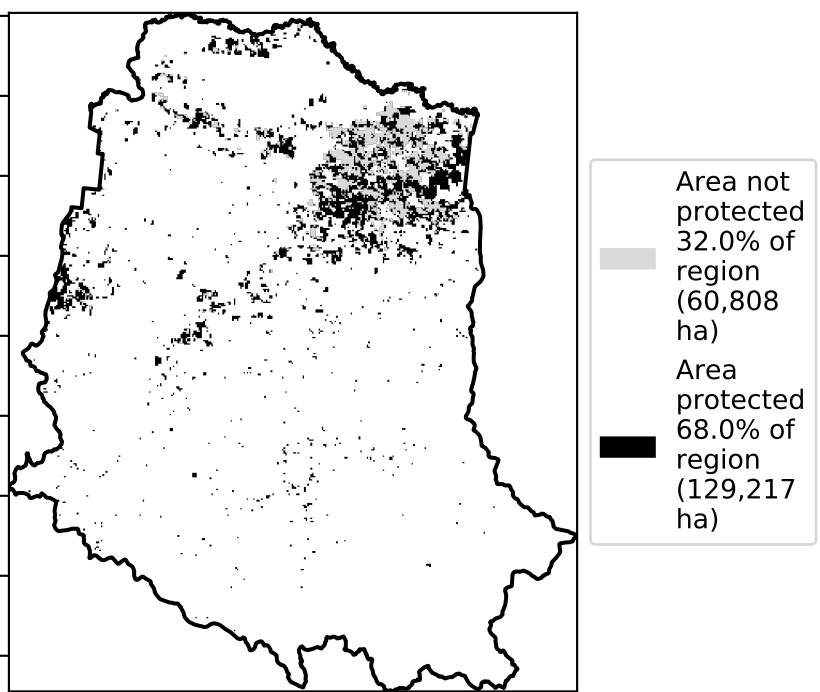 Area not
protected
32.0% of
region
(60,808
ha)
Area
protected
68.0% of
region
(129,217
ha)